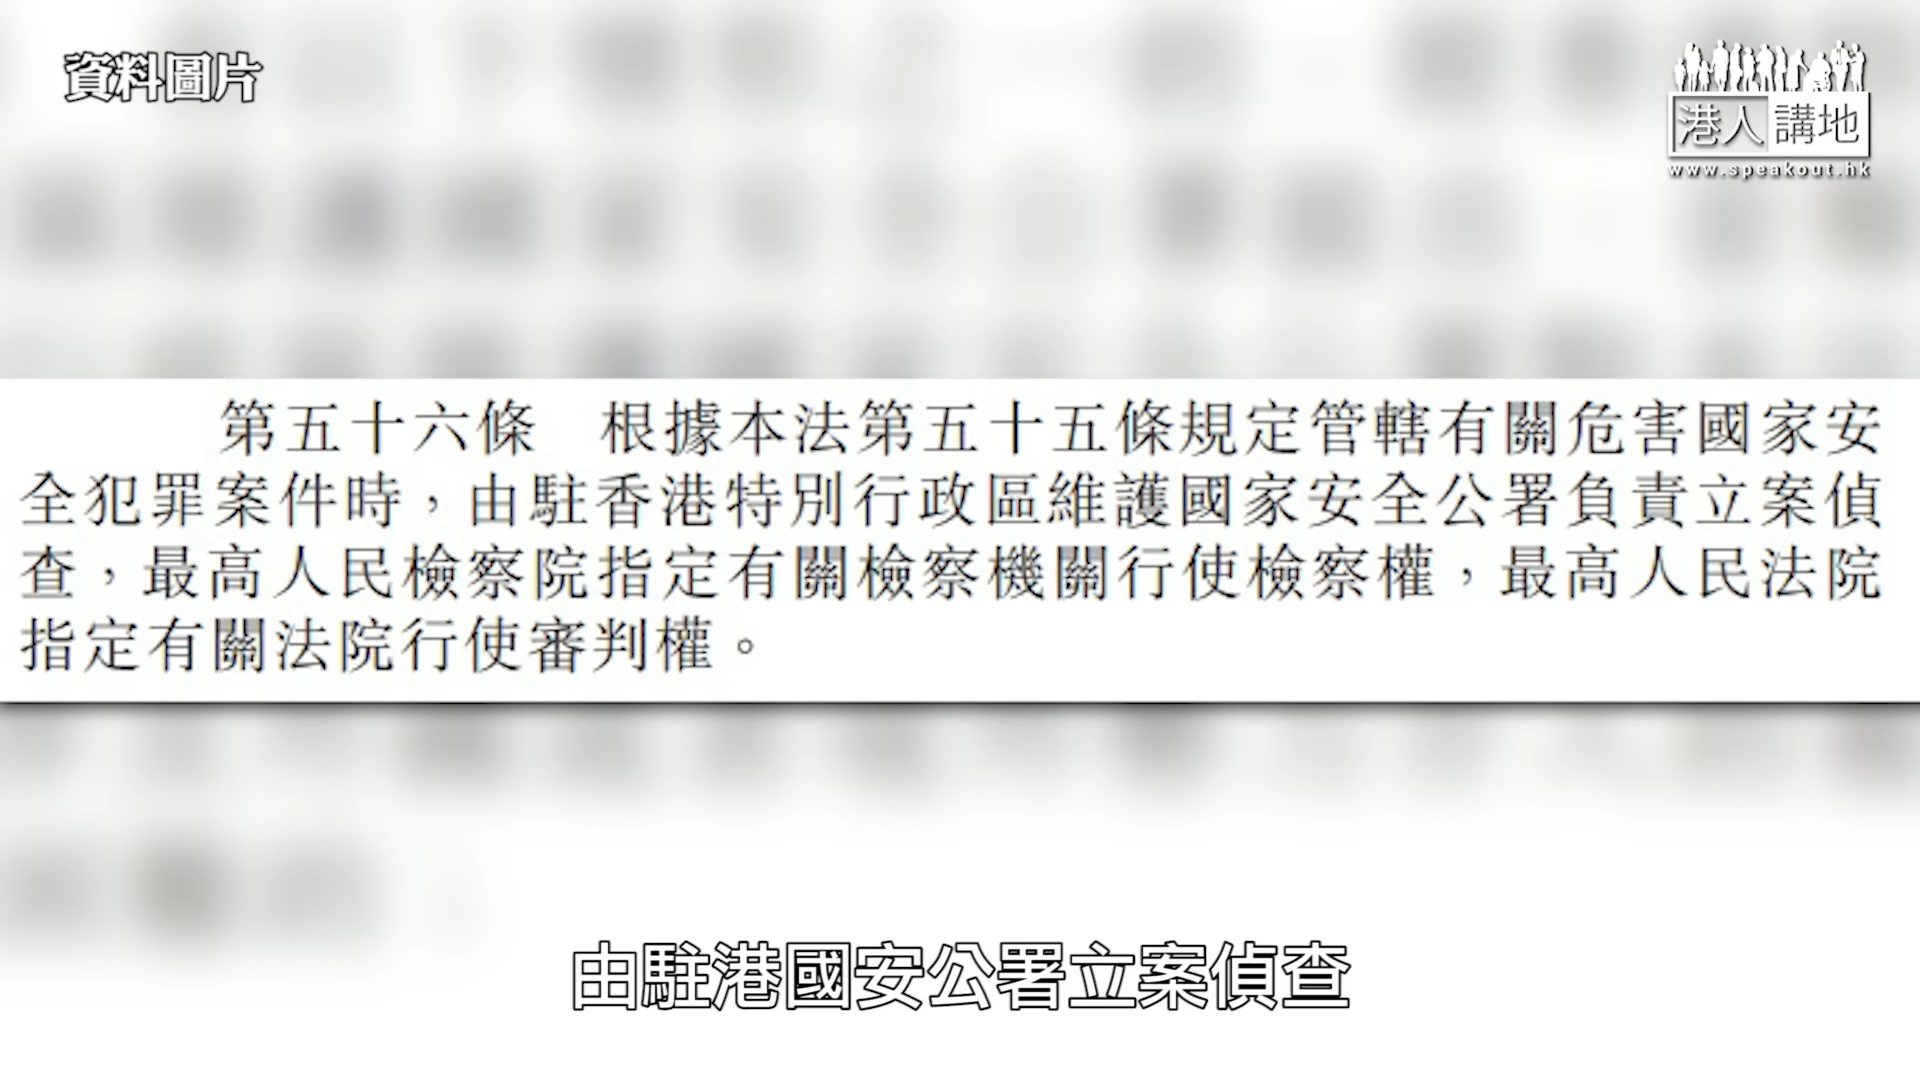 資料圖片
港人講地
www.speakout.hk
第五十六條　根據本法第五十五條規定管轄有關危害國家安
全犯罪案件時，由駐香港特別行政區維護國家安全公署負責立案偵
查，最高人民檢察院指定有關檢察機關行使檢察權，最高人民法院
指定有關法院行使審判權。
由駐港國安公署立案偵查